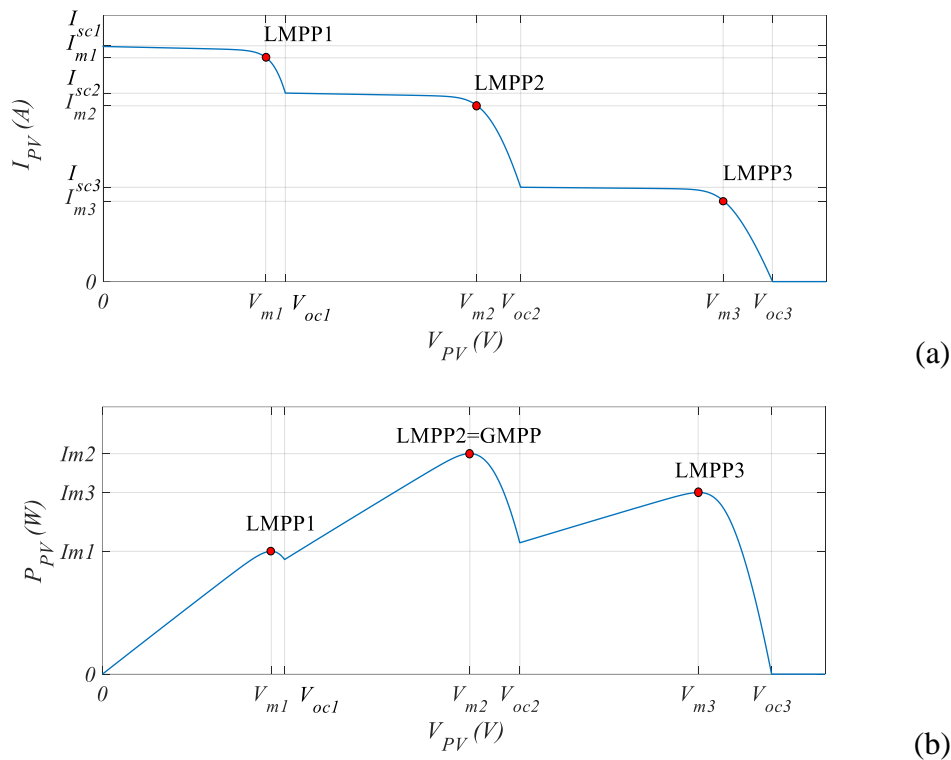 I_sc1
LMPP1
I_m1
I_sc2
LMPP2
I_m2
I_PV (A)
I_sc3
LMPP3
I_m3
0
0 V_m1 V_oc1 V_m2 V_oc2 V_m3 V_oc3
V_PV (V)
(a)
LMPP2=GMPP
Im2
LMPP3
Im3
LMPP1
Im1
P_PV (W)
0
0 V_m1 V_oc1 V_m2 V_oc2 V_m3 V_oc3
V_PV (V)
(b)